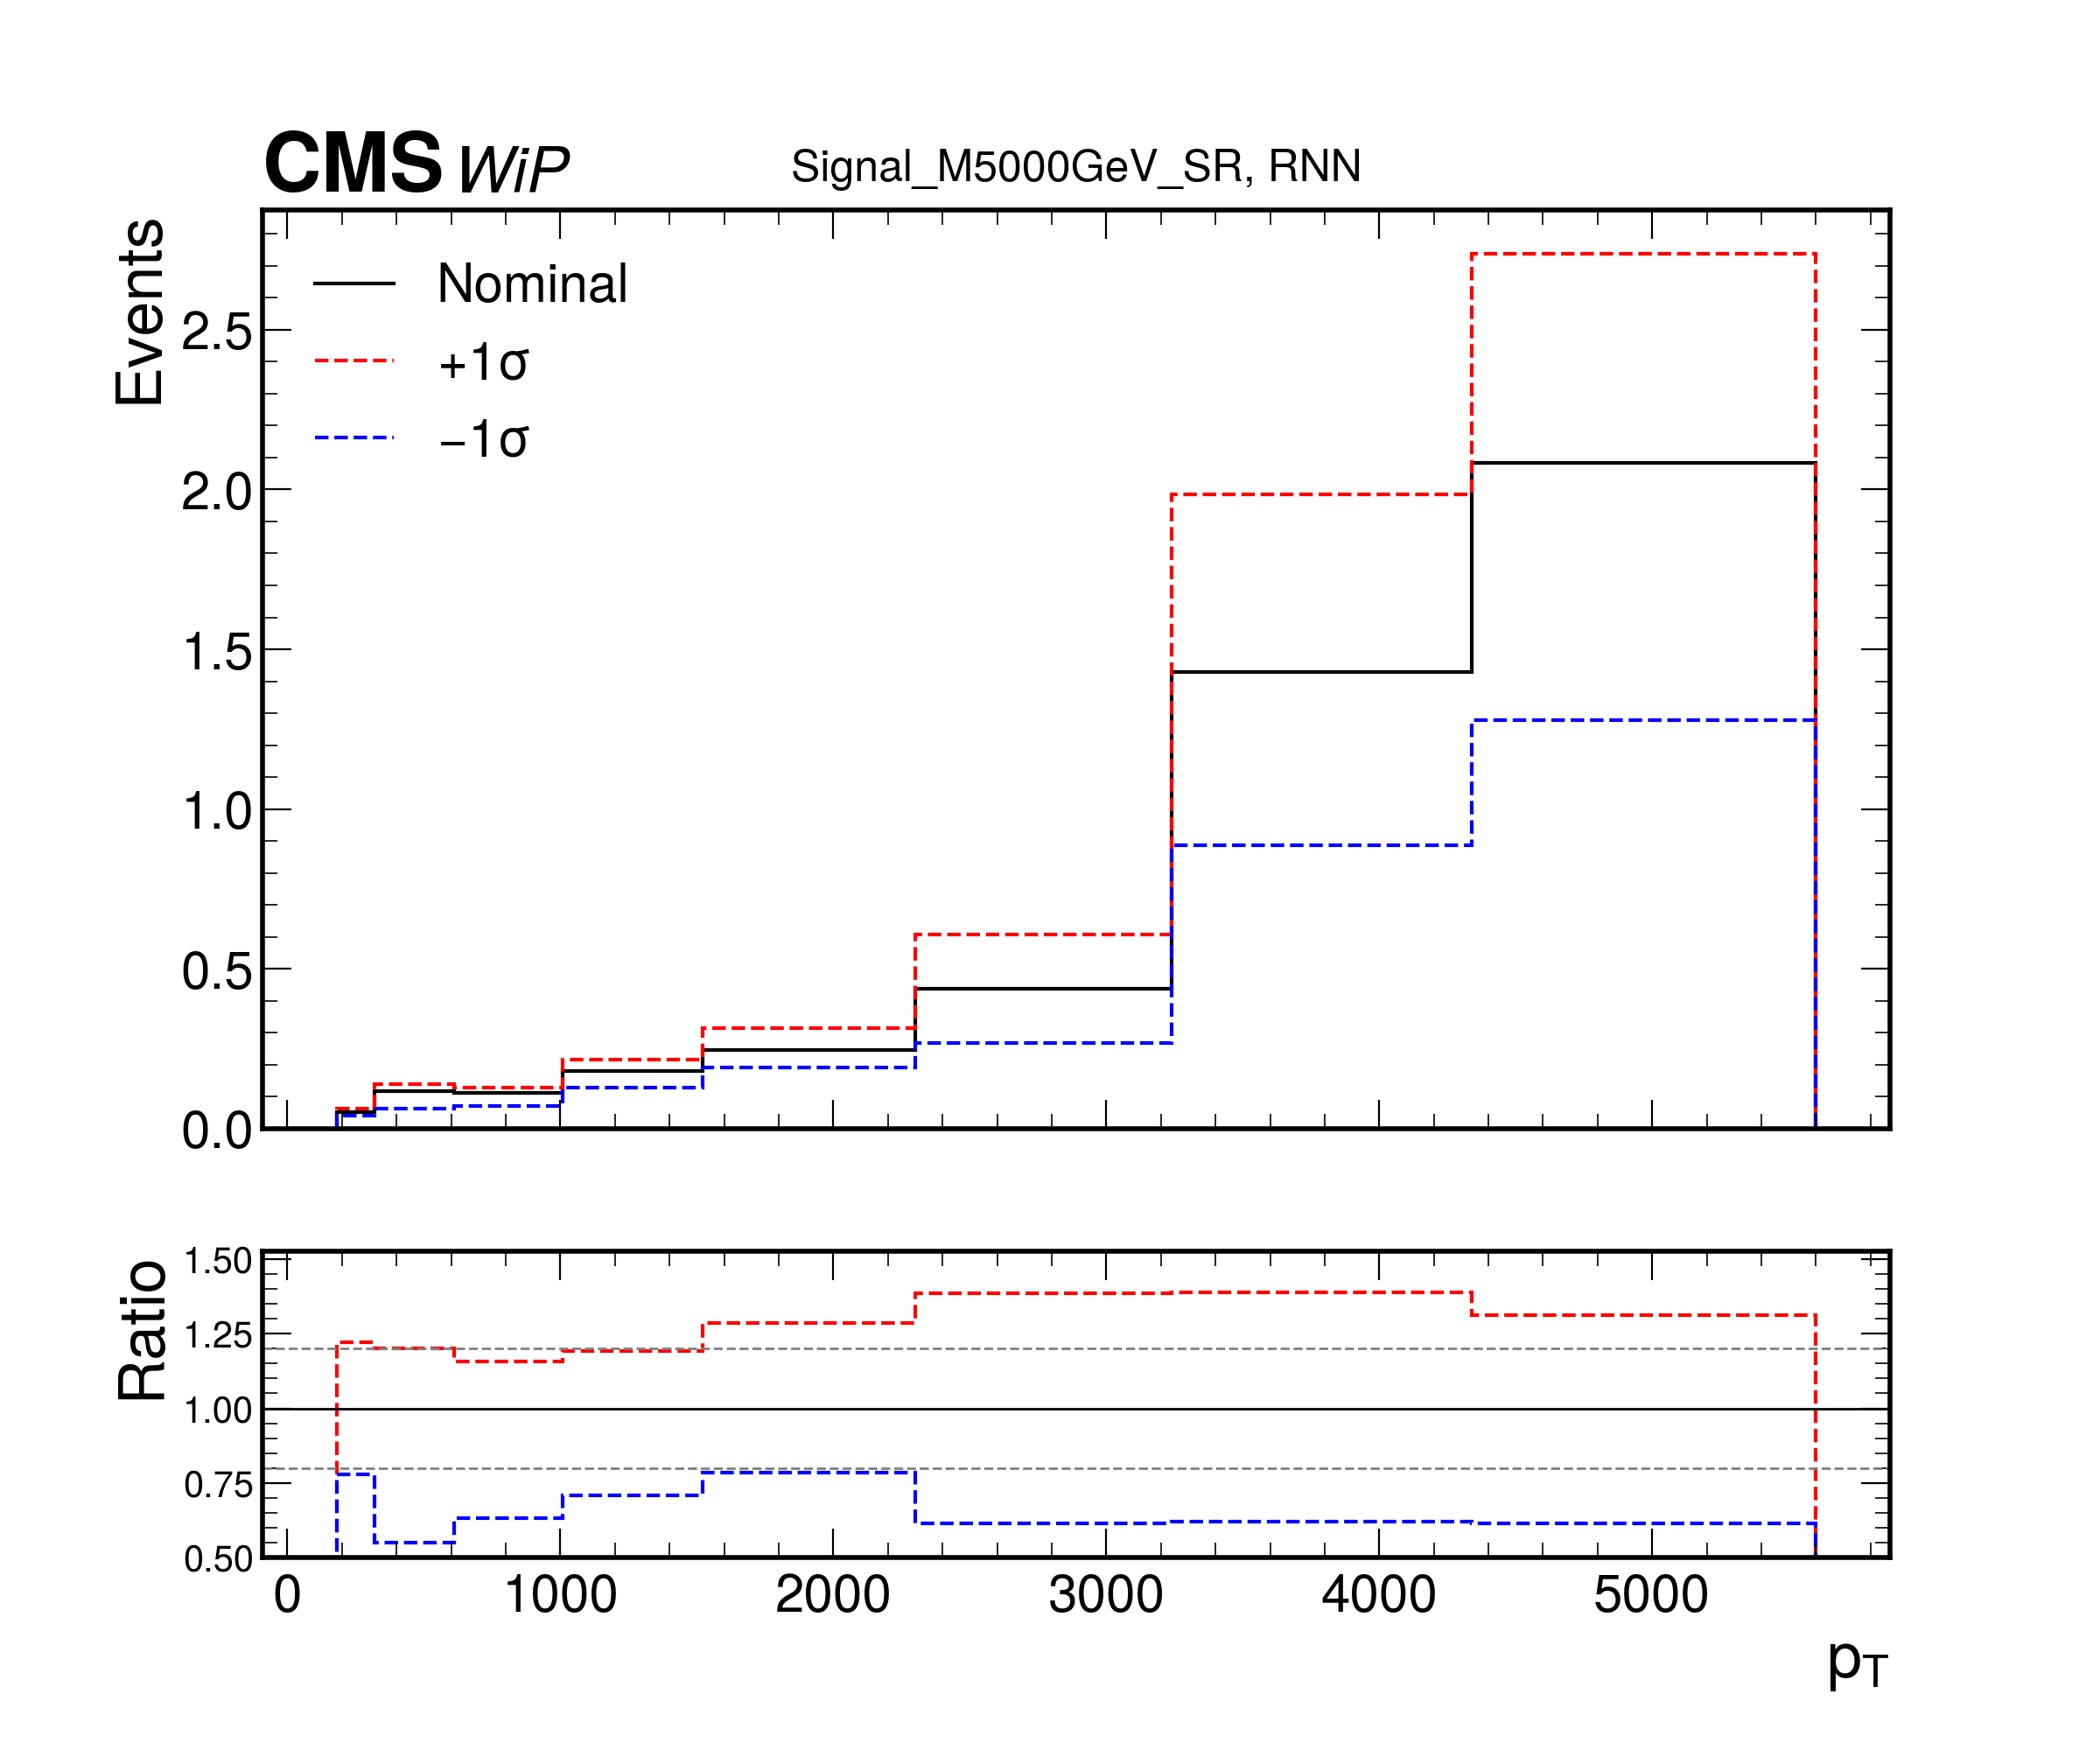 CMS WiP
Signal_M5000GeV_SR, RNN
Events
2.5
2.0
1.5
1.0
0.5
0.0
Nominal
+1σ
−1σ
Ratio
1.50
1.25
1.00
0.75
0.50
0 1000 2000 3000 4000 5000
pT